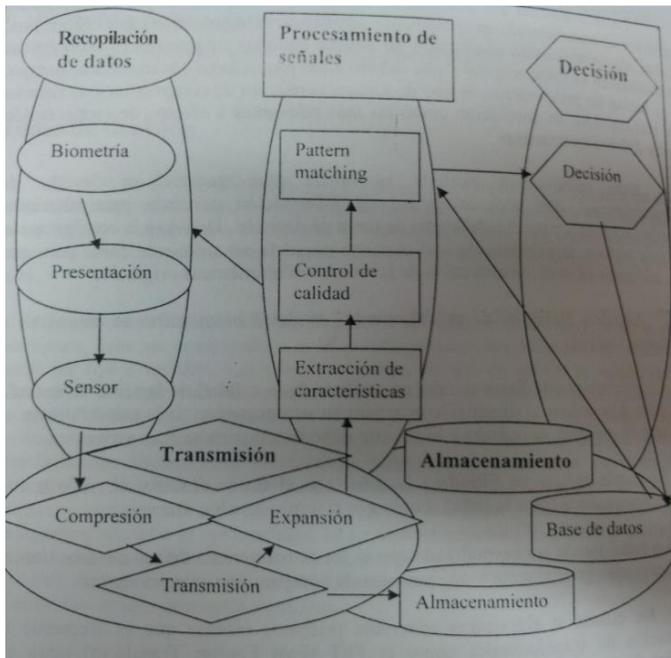 Recopilación
de datos
Procesamiento de
señales
Decisión
Biometría
Pattern
matching
Decisión
Presentación
Control de
calidad
Sensor
Extracción de
características
Transmisión
Almacenamiento
Compresión
Expansión
Base de datos
Transmisión
Almacenamiento